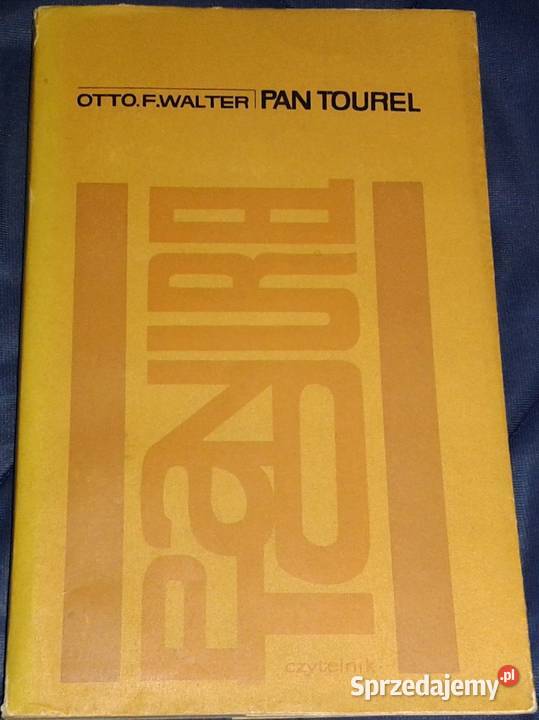 OTTO.F.WALTER PAN TOUREL
PaN
TOUREL
czytelnik
Sprzedajemy.pl